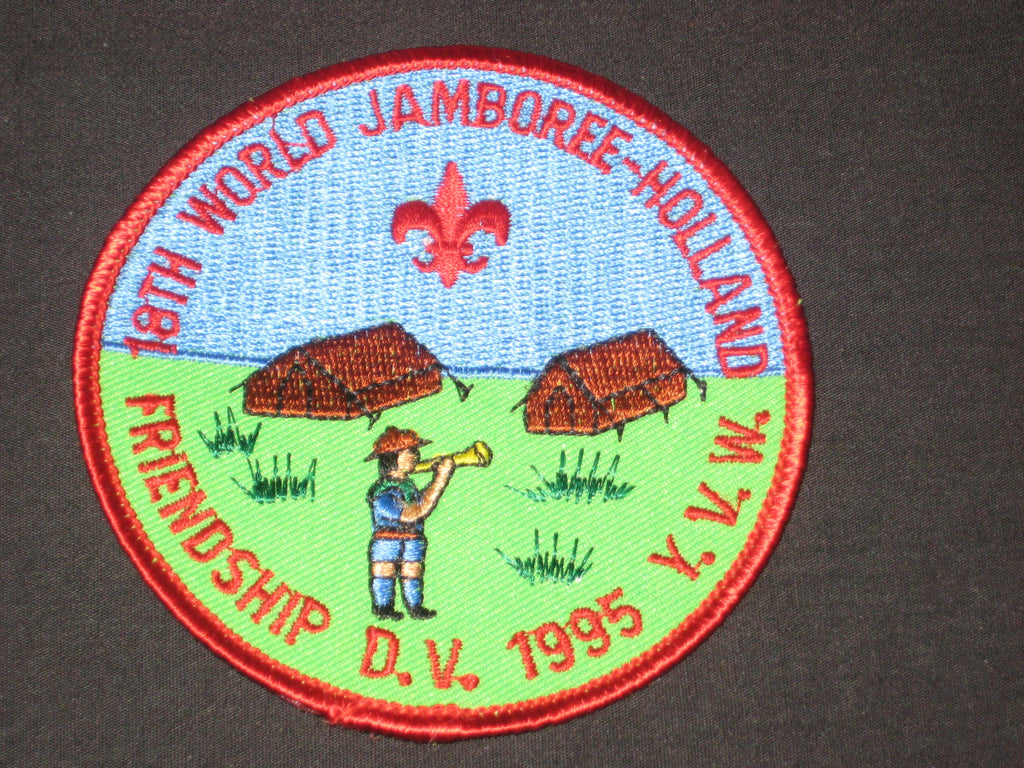 18TH WORLD JAMBOREE-HOLLAND
FRIENDSHIP D.V. 1995 Y.V.W.